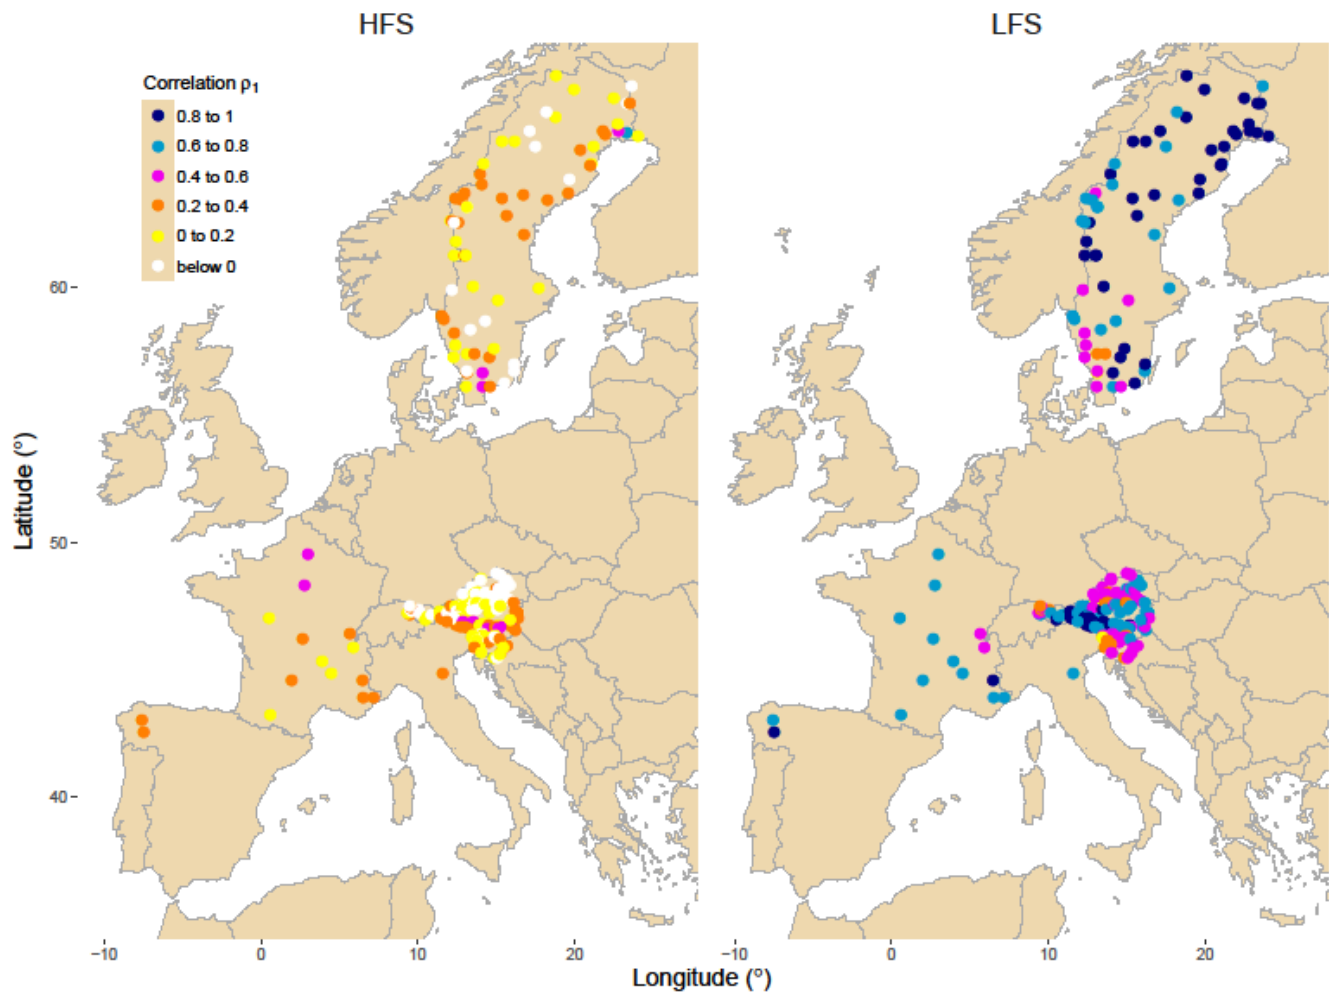 HFS
LFS
Correlation ρ1
0.8 to 1
0.6 to 0.8
0.4 to 0.6
0.2 to 0.4
0 to 0.2
below 0
60
50
40
Latitude (°)
−10 0 10 20
−10 0 10 20
Longitude (°)